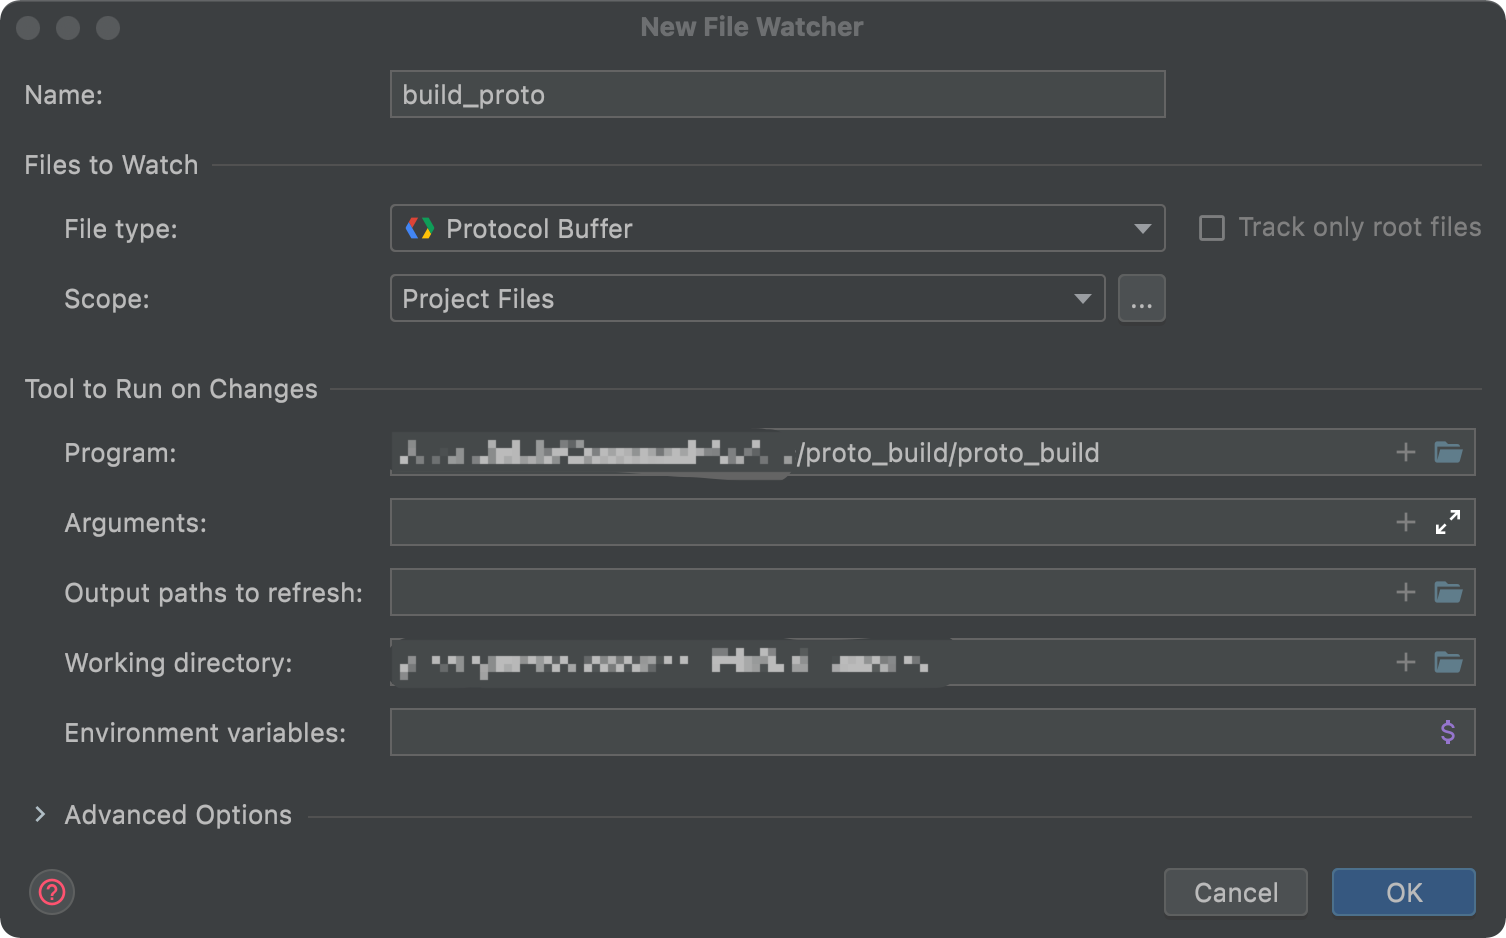 New File Watcher
Name: build_proto
Files to Watch
File type: Protocol Buffer Track only root files
Scope: Project Files ...
Tool to Run on Changes
Program: /proto_build/proto_build
Arguments:
Output paths to refresh:
Working directory:
Environment variables: $
Advanced Options
? Cancel OK